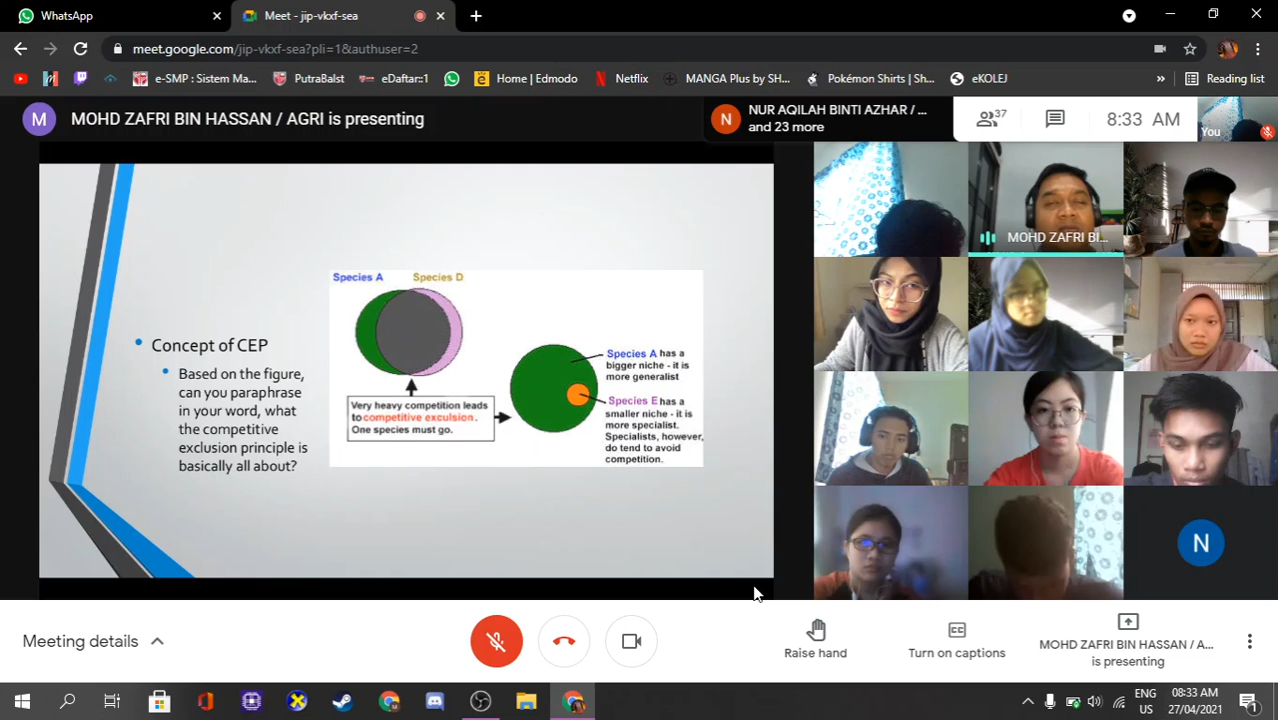 WhatsApp
Meet - jip-vkxf-sea
meet.google.com/jip-vkxf-sea?pli=1&authuser=2
e-SMP : Sistem Ma...
PutraBalst
eDaftar::1
Home | Edmodo
Netflix
MANGA Plus by SH...
Pokémon Shirts | Sh...
eKOLEJ
»
Reading list
M
MOHD ZAFRI BIN HASSAN / AGRI is presenting
N
NUR AQILAH BINTI AZHAR / ...
and 23 more
37
8:33 AM
You
MOHD ZAFRI BI...
Species A
Species D
Concept of CEP
Based on the figure,
can you paraphrase
in your word, what
the competitive
exclusion principle is
basically all about?
Very heavy competition leads
to competitive exculsion.
One species must go.
Species A has a
bigger niche - it is
more generalist
Species E has a
smaller niche - it is
more specialist.
Specialists, however,
do tend to avoid
competition.
N
Meeting details
Raise hand
Turn on captions
MOHD ZAFRI BIN HASSAN / A...
is presenting
ENG
US
08:33 AM
27/04/2021
1